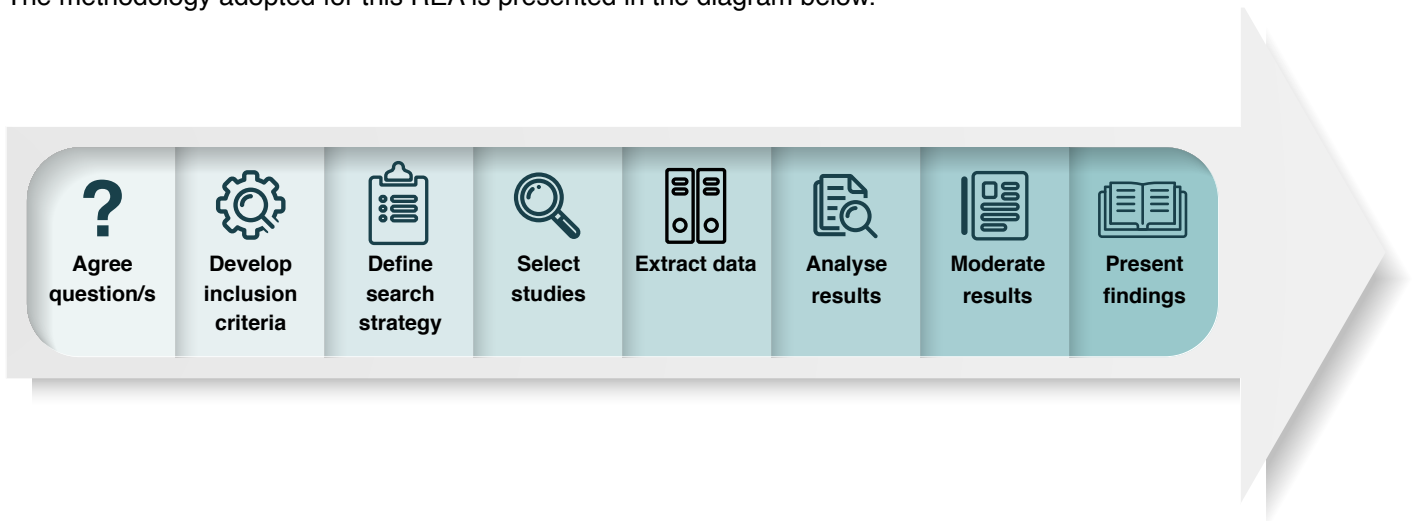 The methodology adopted for this REA is presented in the diagram below.
?
Agree
question/s
Develop
inclusion
criteria
Define
search
strategy
Select
studies
Extract data
Analyse
results
Moderate
results
Present
findings